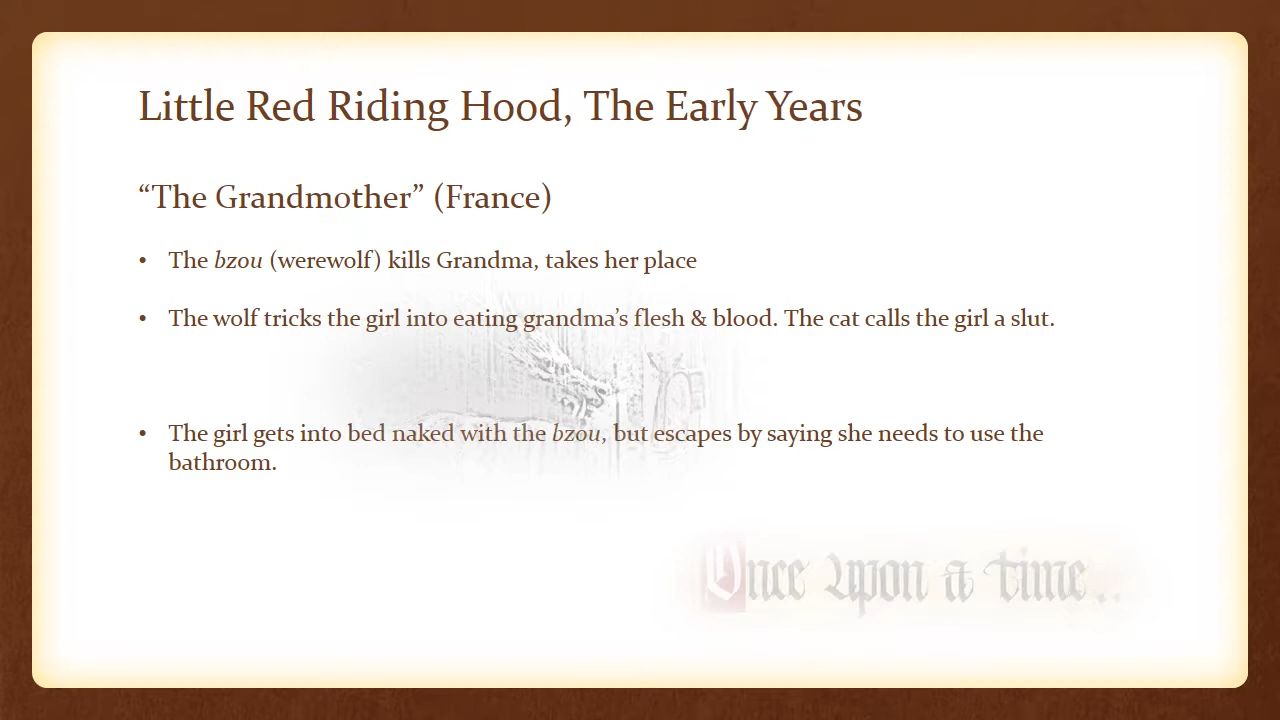 Little Red Riding Hood, The Early Years
“The Grandmother” (France)
• The bzou (werewolf) kills Grandma, takes her place
• The wolf tricks the girl into eating grandma’s flesh & blood. The cat calls the girl a slut.
• The girl gets into bed naked with the bzou, but escapes by saying she needs to use the
bathroom.
Once upon a time...